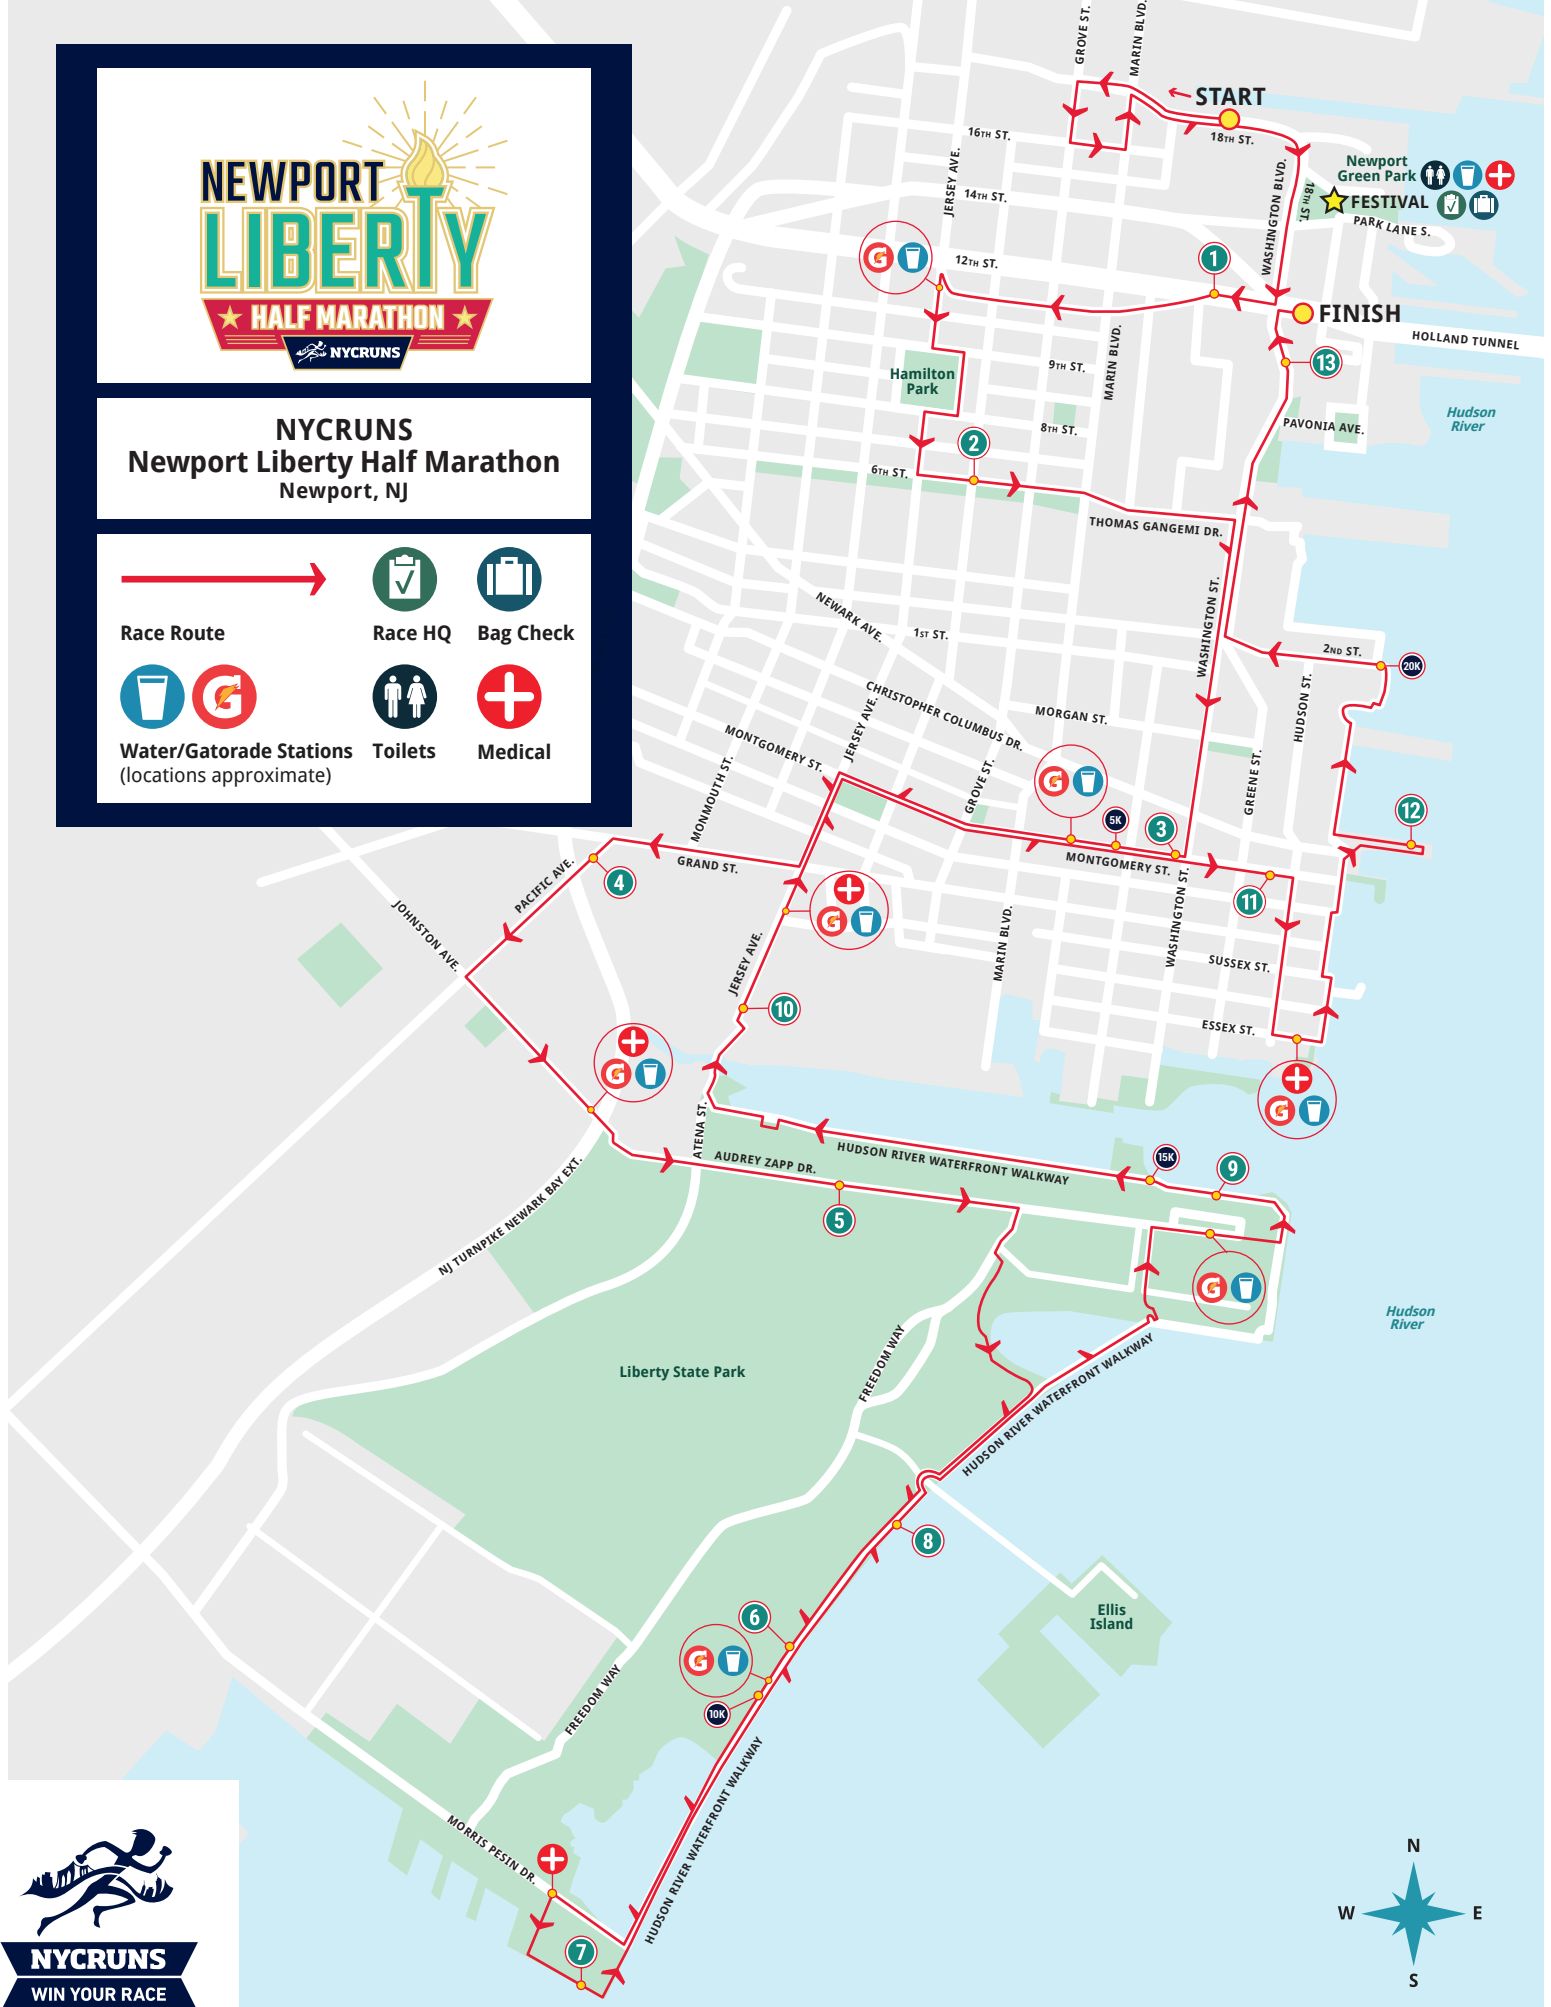 NEWPORT
LIBERTY
HALF MARATHON
NYCRUNS
NYCRUNS
Newport Liberty Half Marathon
Newport, NJ
Race Route
Race HQ
Bag Check
G
Water/Gatorade Stations
(locations approximate)
Toilets
Medical
GROVE ST.
MARIN BLVD.
START
16TH ST.
18TH ST.
JERSEY AVE.
14TH ST.
WASHINGTON BLVD.
18TH ST.
Newport
Green Park
FESTIVAL
PARK LANE S.
G
12TH ST.
1
FINISH
HOLLAND TUNNEL
13
MARIN BLVD.
9TH ST.
Hamilton
Park
Hudson
River
8TH ST.
PAVONIA AVE.
2
6TH ST.
THOMAS GANGEMI DR.
NEWARK AVE.
1ST ST.
WASHINGTON ST.
2ND ST.
20K
HUDSON ST.
CHRISTOPHER COLUMBUS DR.
MORGAN ST.
JERSEY AVE.
MONTGOMERY ST.
GROVE ST.
G
GREENE ST.
MONMOUTH ST.
5K
3
12
GRAND ST.
MONTGOMERY ST.
PACIFIC AVE.
4
11
G
JOHNSTON AVE.
MARIN BLVD.
WASHINGTON ST.
JERSEY AVE.
SUSSEX ST.
10
ESSEX ST.
G
G
ATENA ST.
AUDREY ZAPP DR.
HUDSON RIVER WATERFRONT WALKWAY
15K
9
5
NJ TURNPIKE NEWARK BAY EXT.
G
Hudson
River
Liberty State Park
FREEDOM WAY
HUDSON RIVER WATERFRONT WALKWAY
8
Ellis
Island
6
G
10K
FREEDOM WAY
HUDSON RIVER WATERFRONT WALKWAY
MORRIS PESIN DR.
7
NYCRUNS
WIN YOUR RACE
N
W
E
S